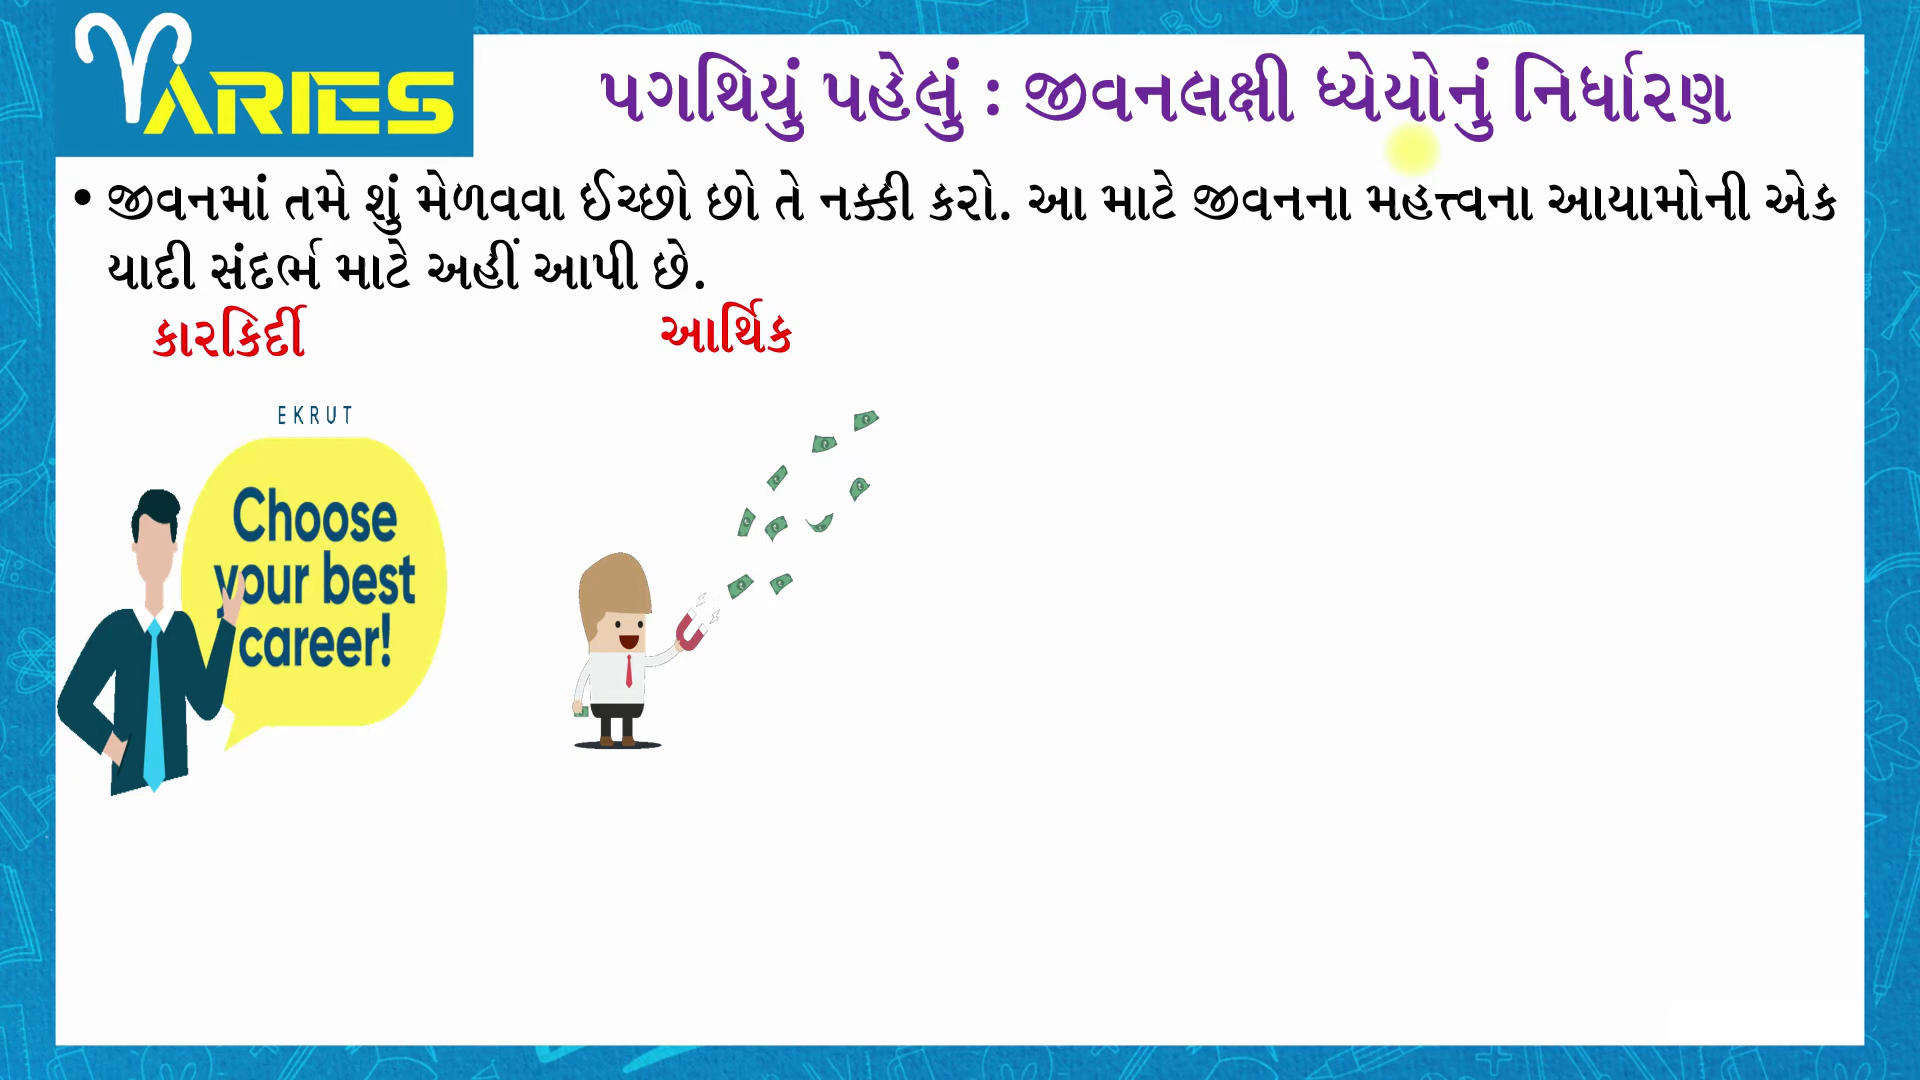 ARIES
પગથિયું પહેલું : જીવનલક્ષી ધ્યેયોનું નિર્ધારણ
• જીવનમાં તમે શું મેળવવા ઈચ્છો છો તે નક્કી કરો. આ માટે જીવનના મહત્ત્વના આયામોની એક
યાદી સંદર્ભ માટે અહીં આપી છે.
કારકિર્દી
આર્થિક
EKRUT
Choose
your best
career!